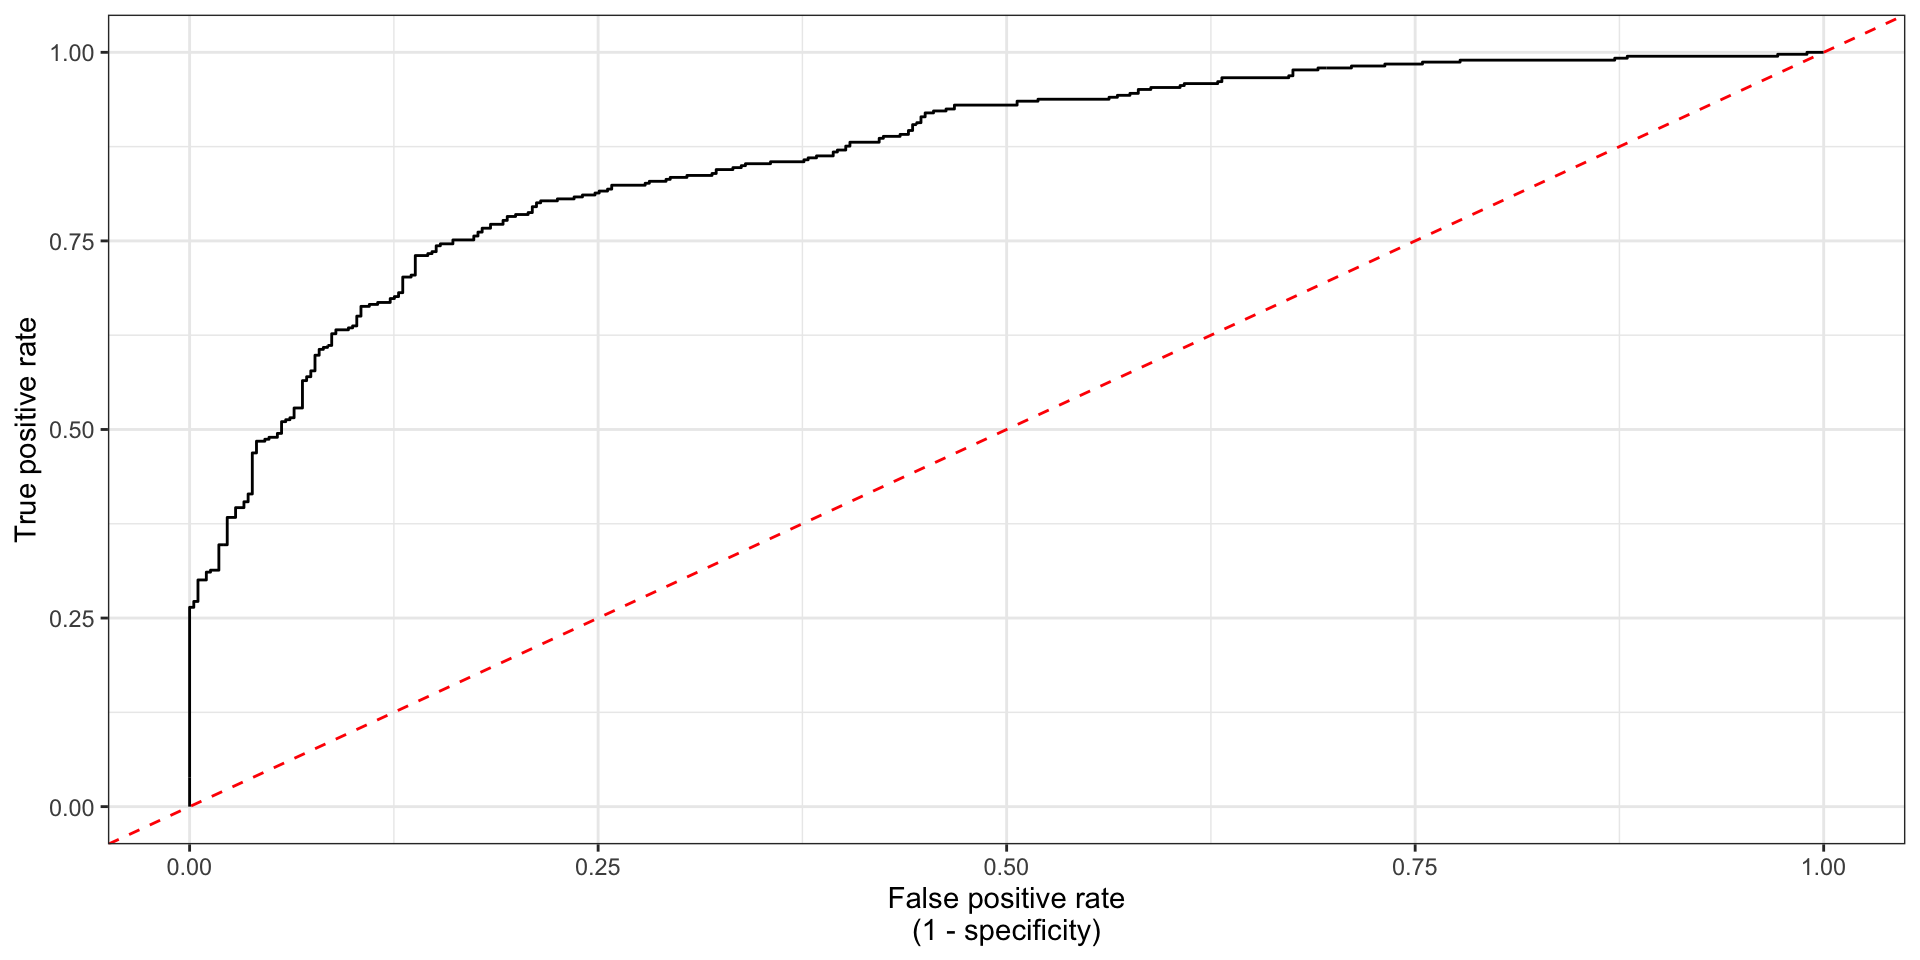 1.00
0.75
0.50
0.25
0.00
True positive rate
0.00 0.25 0.50 0.75 1.00
False positive rate
(1 - specificity)